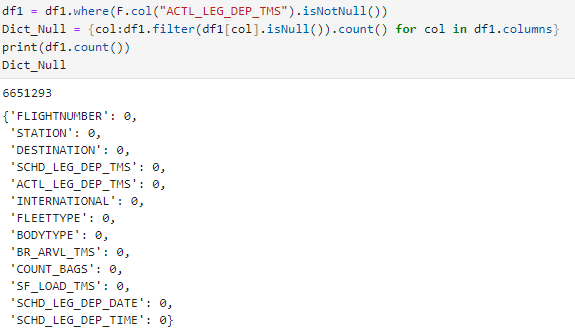 df1 = df1.where(F.col("ACTL_LEG_DEP_TMS").isNotNull())
Dict_Null = {col:df1.filter(df1[col].isNull()).count() for col in df1.columns}
print(df1.count())
Dict_Null
6651293
{'FLIGHTNUMBER': 0,
 'STATION': 0,
 'DESTINATION': 0,
 'SCHD_LEG_DEP_TMS': 0,
 'ACTL_LEG_DEP_TMS': 0,
 'INTERNATIONAL': 0,
 'FLEETTYPE': 0,
 'BODYTYPE': 0,
 'BR_ARVL_TMS': 0,
 'COUNT_BAGS': 0,
 'SF_LOAD_TMS': 0,
 'SCHD_LEG_DEP_DATE': 0,
 'SCHD_LEG_DEP_TIME': 0}